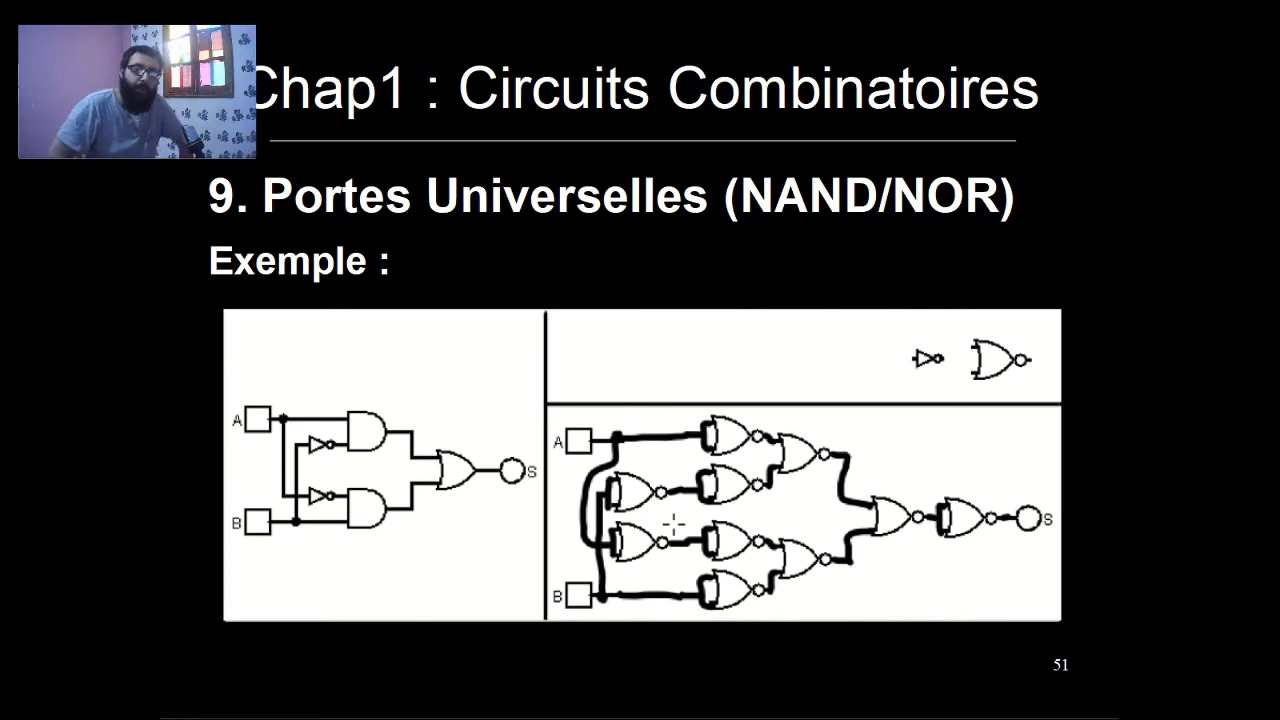 Chap1 : Circuits Combinatoires
9. Portes Universelles (NAND/NOR)
Exemple :
A
B
S
A
B
S
51